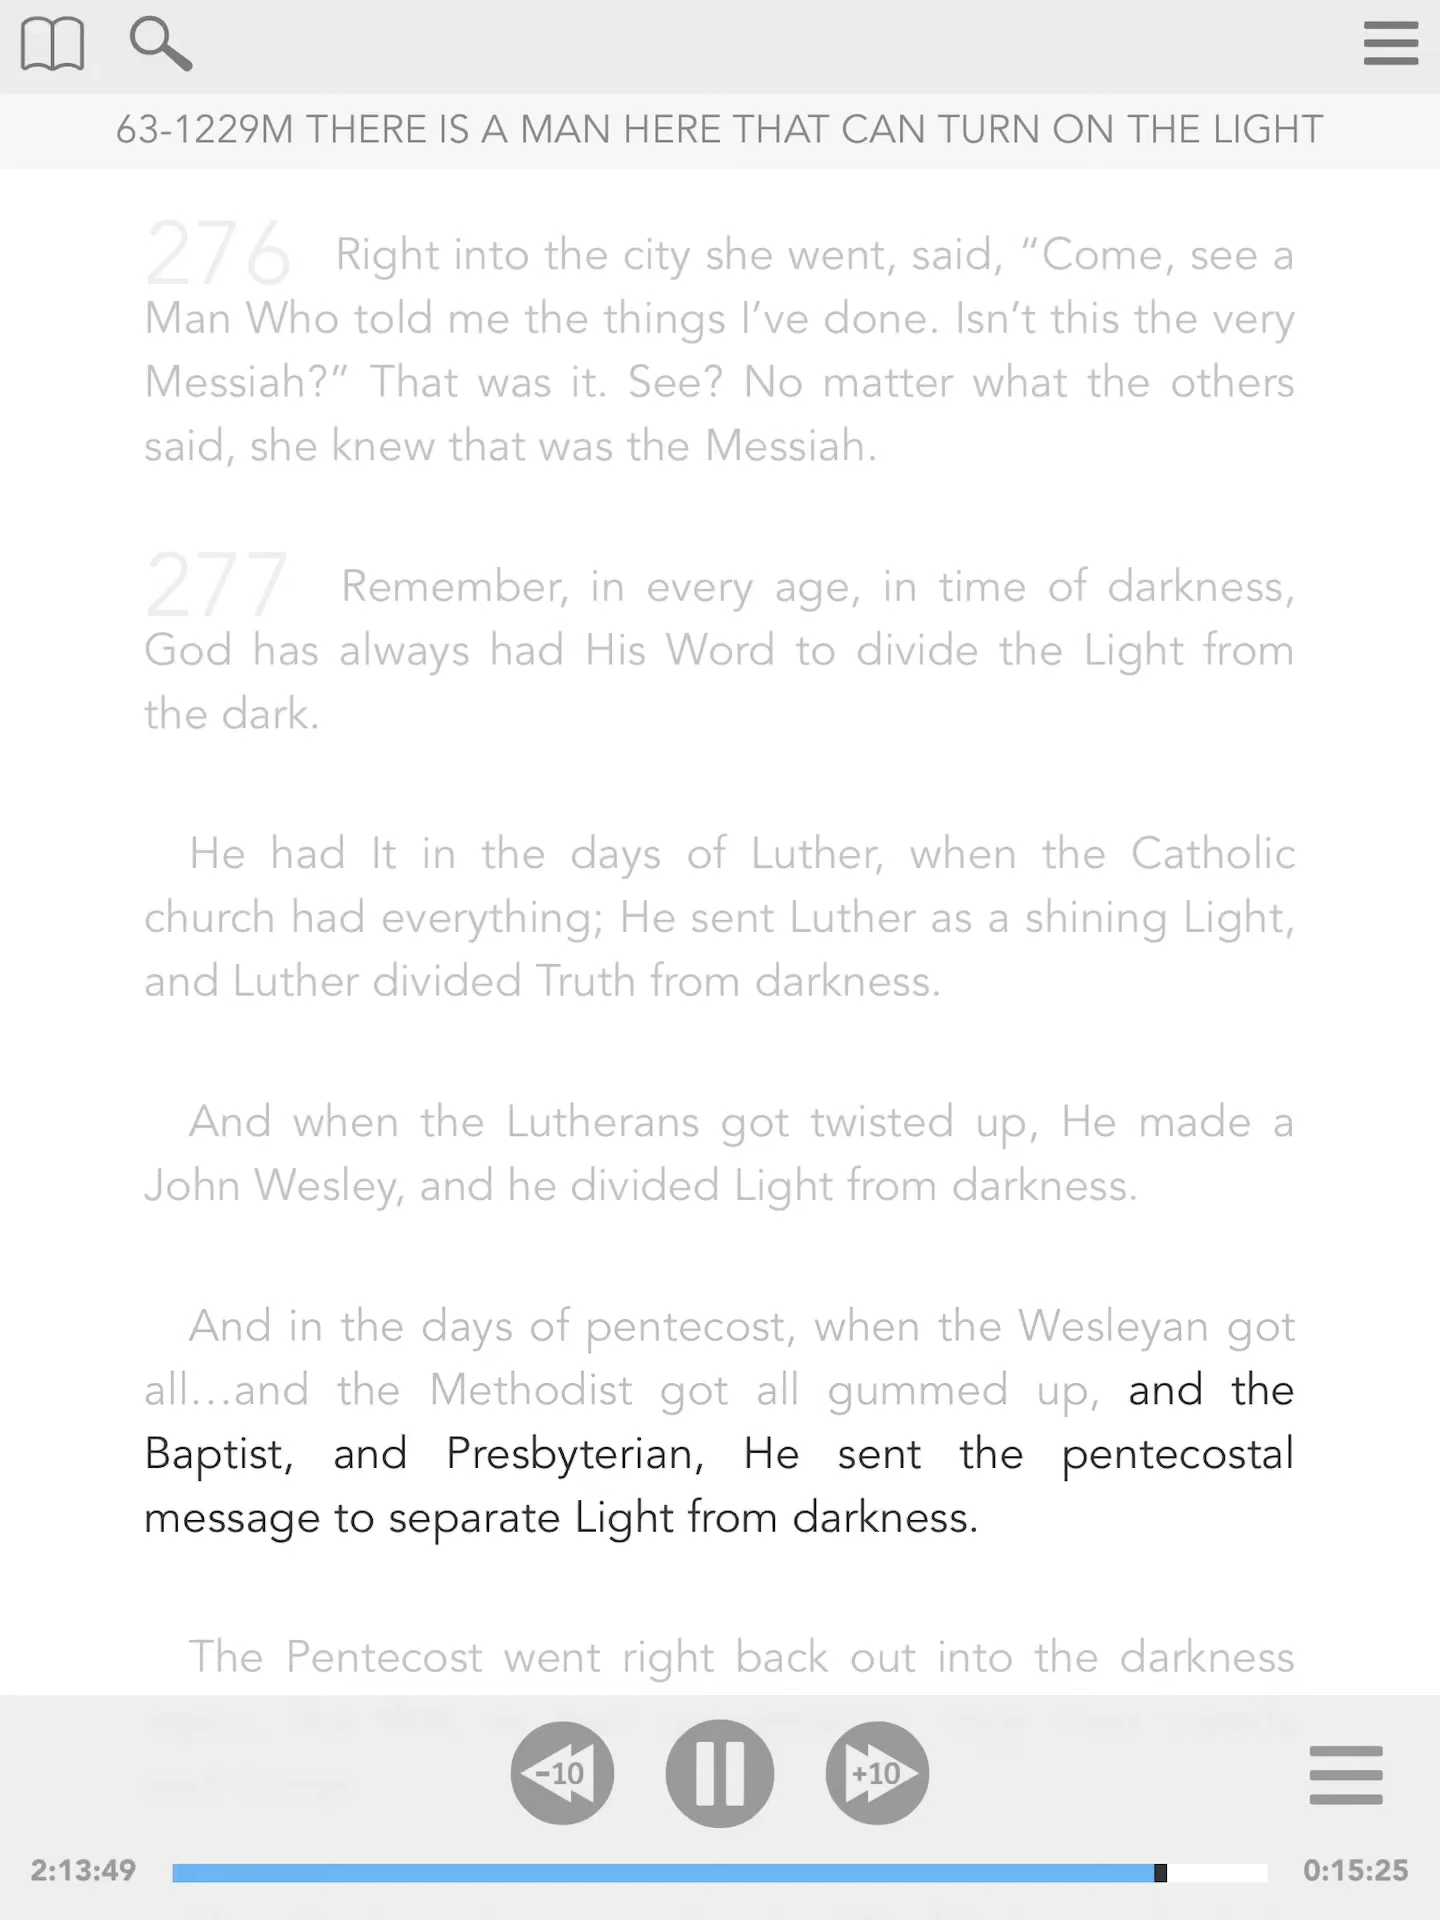 63-1229M THERE IS A MAN HERE THAT CAN TURN ON THE LIGHT
276 Right into the city she went, said, “Come, see a
Man Who told me the things I’ve done. Isn’t this the very
Messiah?” That was it. See? No matter what the others
said, she knew that was the Messiah.
277 Remember, in every age, in time of darkness,
God has always had His Word to divide the Light from
the dark.
He had It in the days of Luther, when the Catholic
church had everything; He sent Luther as a shining Light,
and Luther divided Truth from darkness.
And when the Lutherans got twisted up, He made a
John Wesley, and he divided Light from darkness.
And in the days of pentecost, when the Wesleyan got
all…and the Methodist got all gummed up, and the
Baptist, and Presbyterian, He sent the pentecostal
message to separate Light from darkness.
The Pentecost went right back out into the darkness
-10 +10
2:13:49 0:15:25